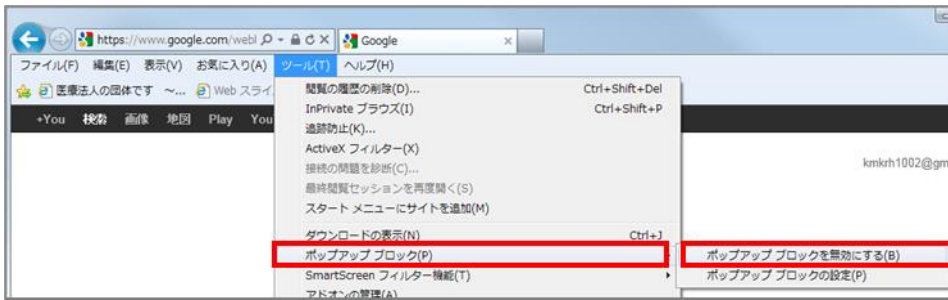 https://www.google.com/webl
Google
ファイル(F) 編集(E) 表示(V) お気に入り(A) ツール(T) ヘルプ(H)
医療法人の団体です ～... Web スライ
+You 検索 画像 地図 Play You
閲覧の履歴の削除(D)... Ctrl+Shift+Del
InPrivate ブラウズ(I) Ctrl+Shift+P
追跡防止(K)...
ActiveX フィルター(X)
接続の問題を診断(C)...
kmkrh1002@gm
最終閲覧セッションを再度開く(S)
スタート メニューにサイトを追加(M)
ダウンロードの表示(N) Ctrl+J
ポップアップ ブロック(P)
ポップアップ ブロックを無効にする(B)
SmartScreen フィルター機能(T)
ポップアップ ブロックの設定(P)
アドオンの管理(A)